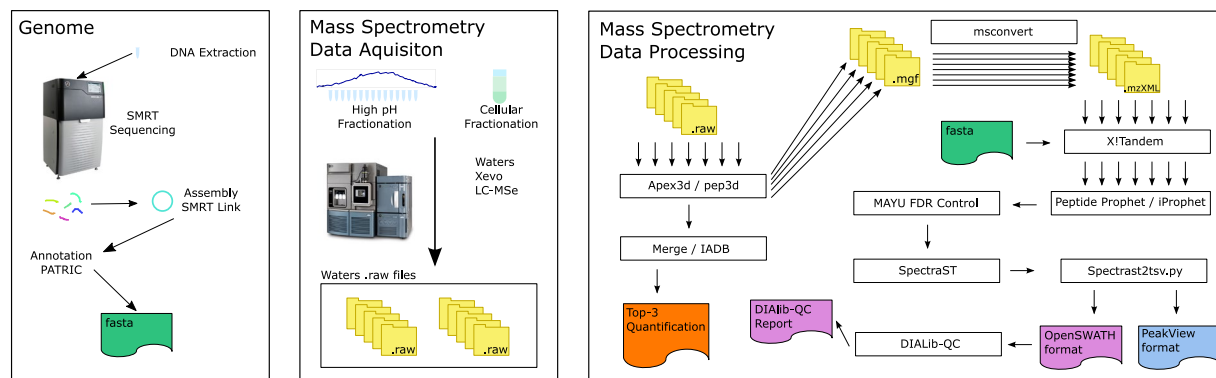 Genome
DNA Extraction
SMRT
Sequencing
Assembly
SMRT Link
Annotation
PATRIC
fasta
Mass Spectrometry
Data Aquisiton
High pH
Fractionation
Cellular
Fractionation
Waters
Xevo
LC-MSe
Waters .raw files
.raw
.raw
Mass Spectrometry
Data Processing
.raw
Apex3d / pep3d
Merge / IADB
Top-3
Quantification
.mgf
msconvert
.mzXML
fasta
X!Tandem
Peptide Prophet / iProphet
MAYU FDR Control
SpectraST
Spectrast2tsv.py
OpenSWATH
format
PeakView
format
DIALib-QC
DIAlib-QC
Report